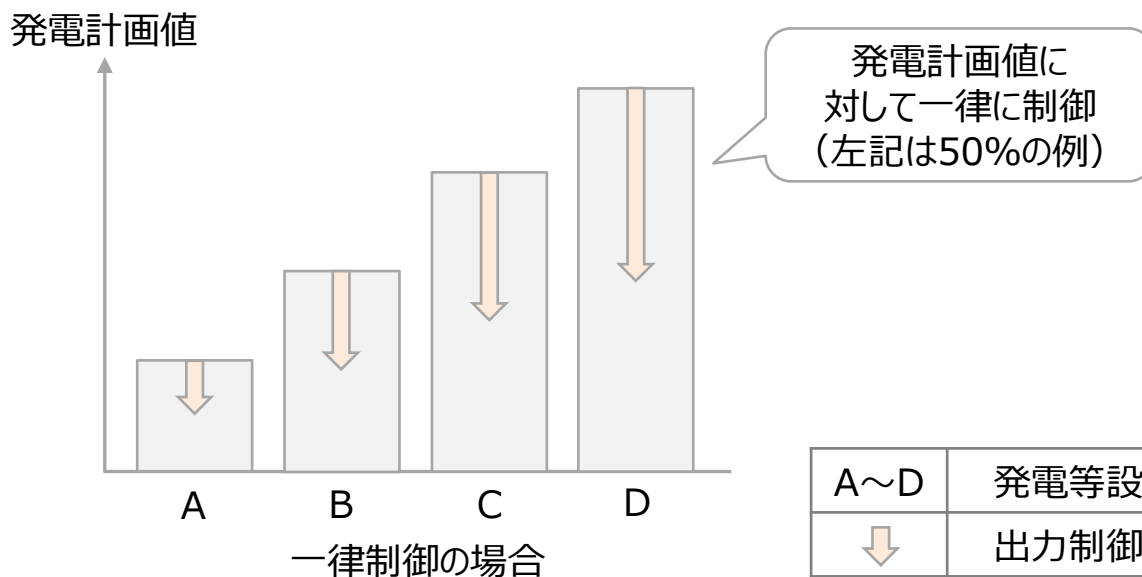 発電計画値
発電計画値に
対して一律に制御
（左記は50%の例）
A
B
C
D
一律制御の場合
A～D
発電等設
出力制御